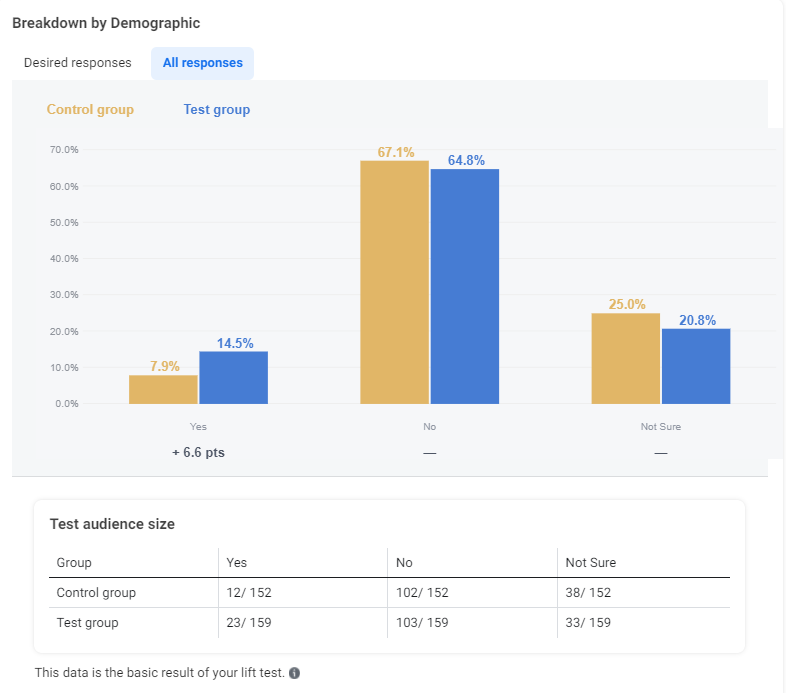 Breakdown by Demographic
Desired responses All responses
Control group Test group
70.0%
60.0%
50.0%
40.0%
30.0%
20.0%
10.0%
0.0%
7.9% 14.5% 67.1% 64.8% 25.0% 20.8%
Yes No Not Sure
+ 6.6 pts — —
Test audience size
Group Yes No Not Sure
Control group 12/ 152 102/ 152 38/ 152
Test group 23/ 159 103/ 159 33/ 159
This data is the basic result of your lift test. i